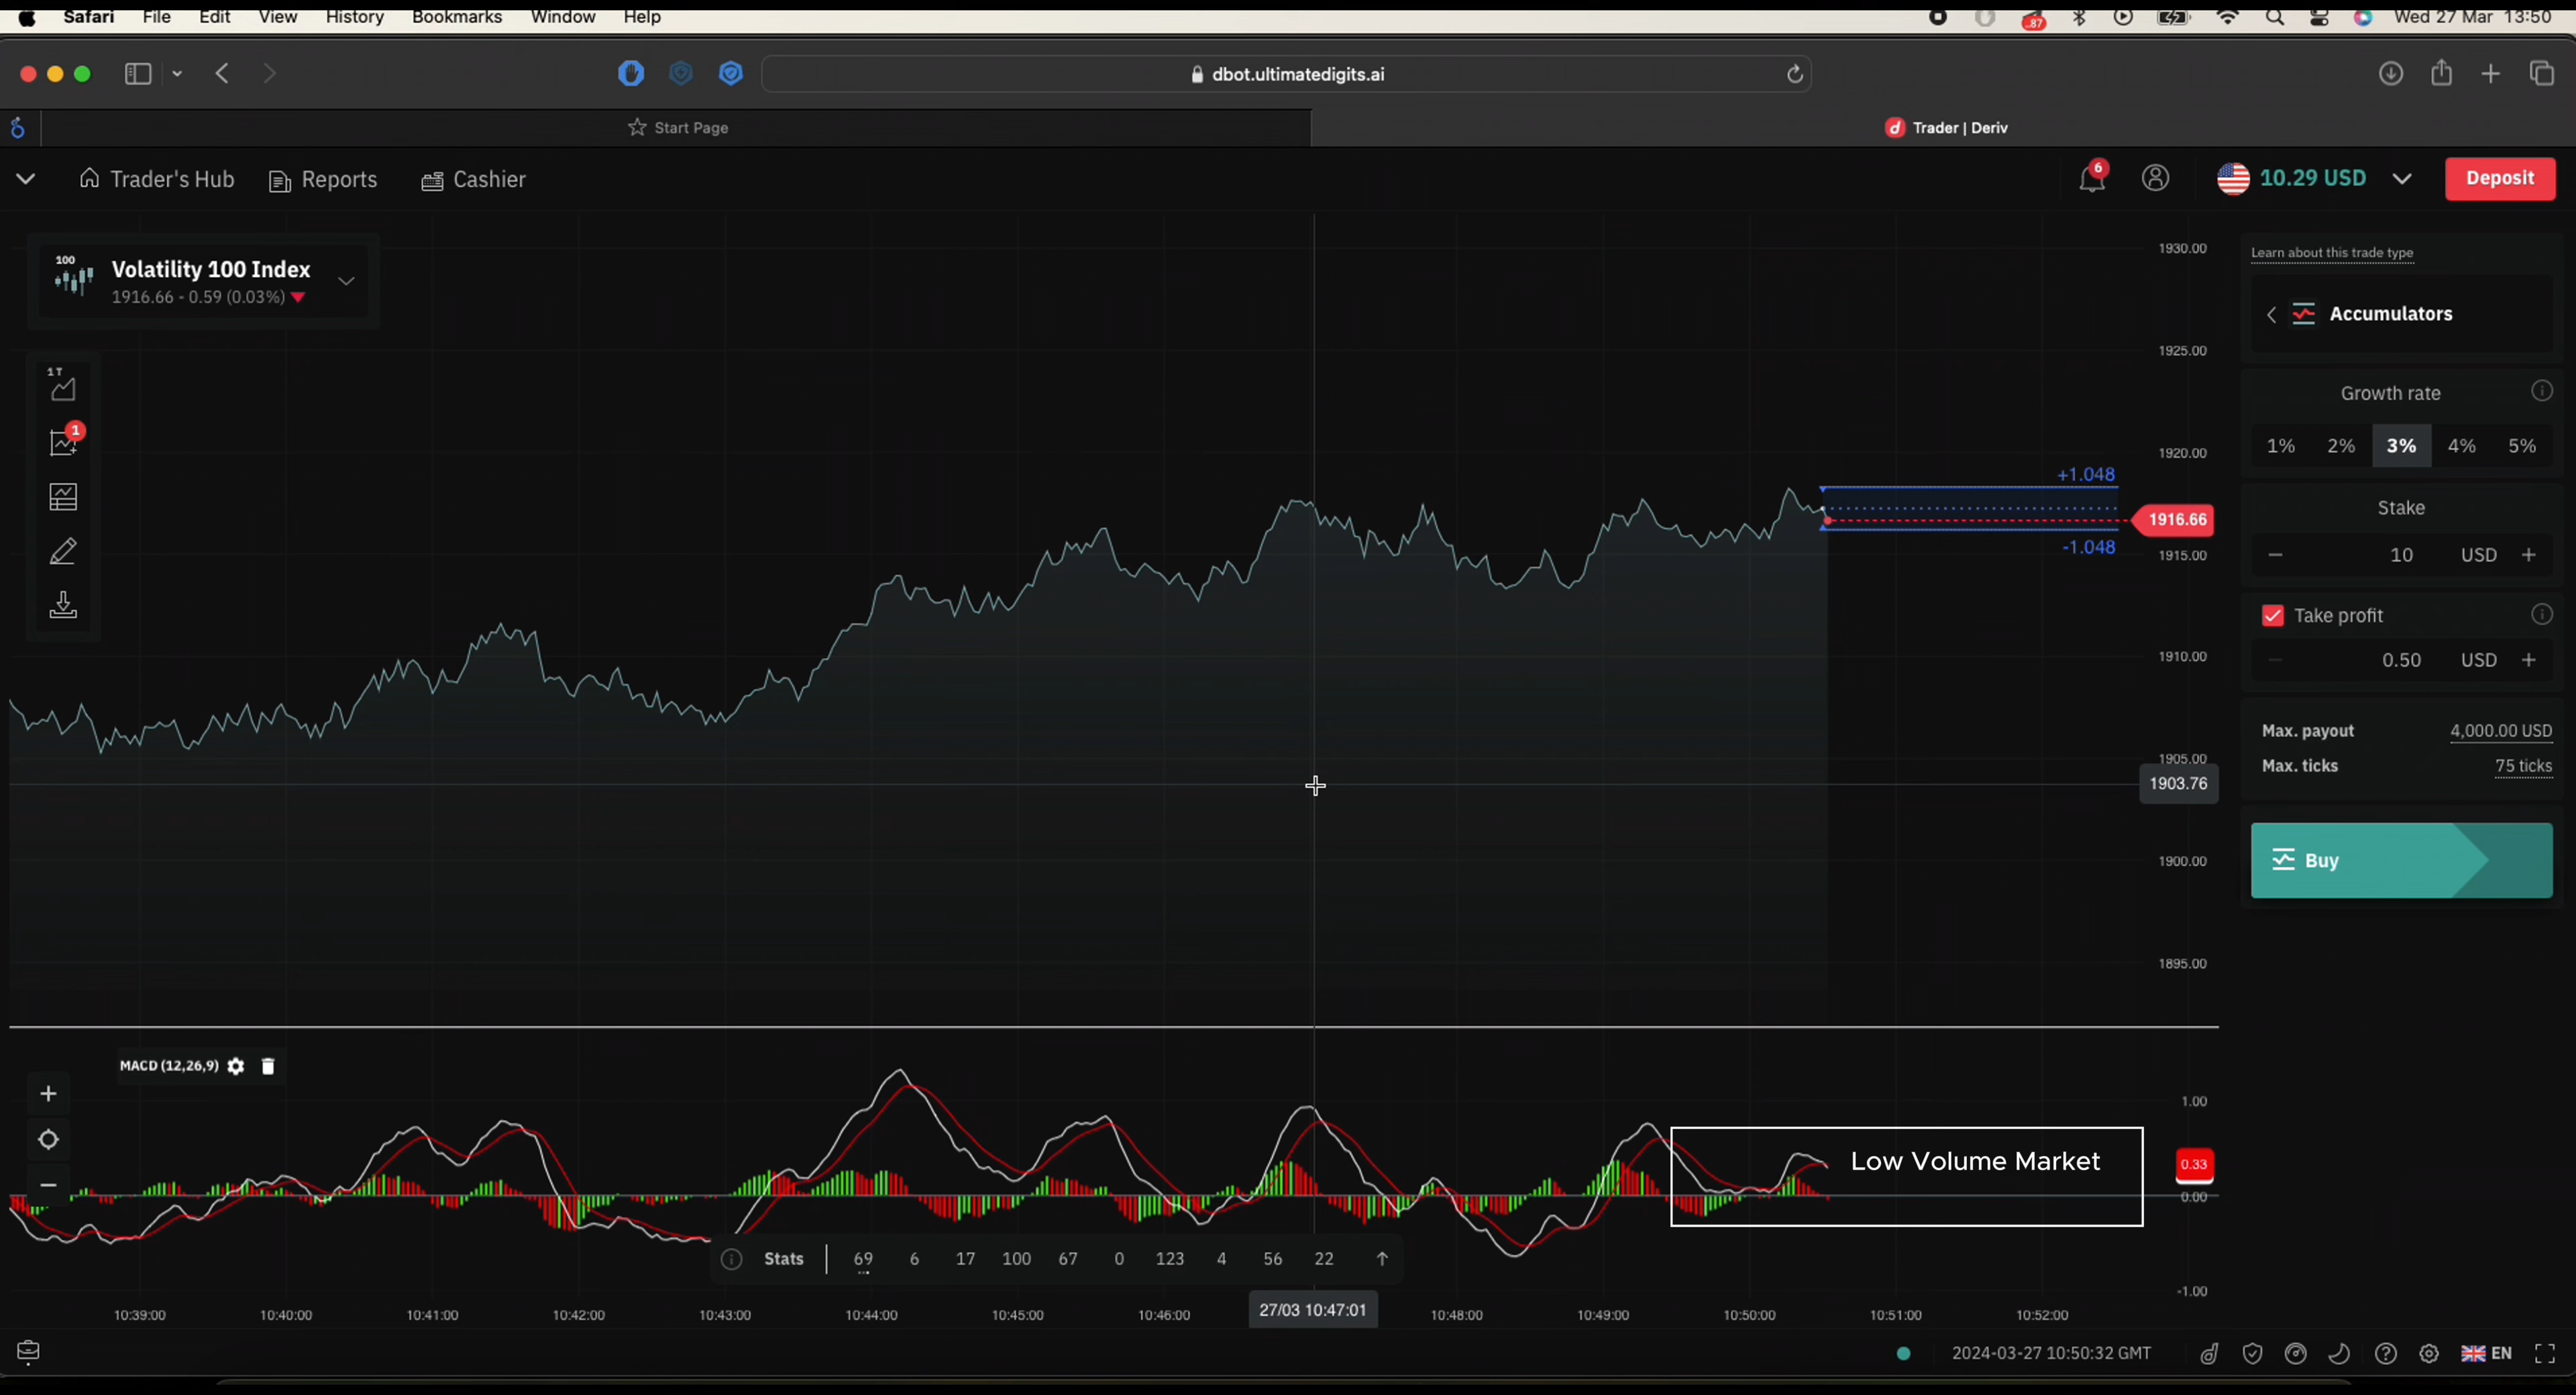 Safari File Edit View History Bookmarks Window Help
87
Wed 27 Mar 13:50
dbot.ultimatedigits.ai
Start Page
Trader | Deriv
Trader's Hub
Reports
Cashier
6
10.29 USD
Deposit
100
Volatility 100 Index
1916.66 - 0.59 (0.03%)
1T
1
1930.00
1925.00
1920.00
+1.048
1916.66
-1.048
1915.00
1910.00
1905.00
1903.76
1900.00
1895.00
Learn about this trade type
Accumulators
Growth rate
1% 2% 3% 4% 5%
Stake
10 USD
Take profit
0.50 USD
Max. payout 4,000.00 USD
Max. ticks 75 ticks
Buy
MACD (12,26,9)
1.00
Low Volume Market
0.33
0.00
-1.00
Stats 69 6 17 100 67 0 123 4 56 22
10:39:00 10:40:00 10:41:00 10:42:00 10:43:00 10:44:00 10:45:00 10:46:00 27/03 10:47:01 10:48:00 10:49:00 10:50:00 10:51:00 10:52:00
2024-03-27 10:50:32 GMT
EN